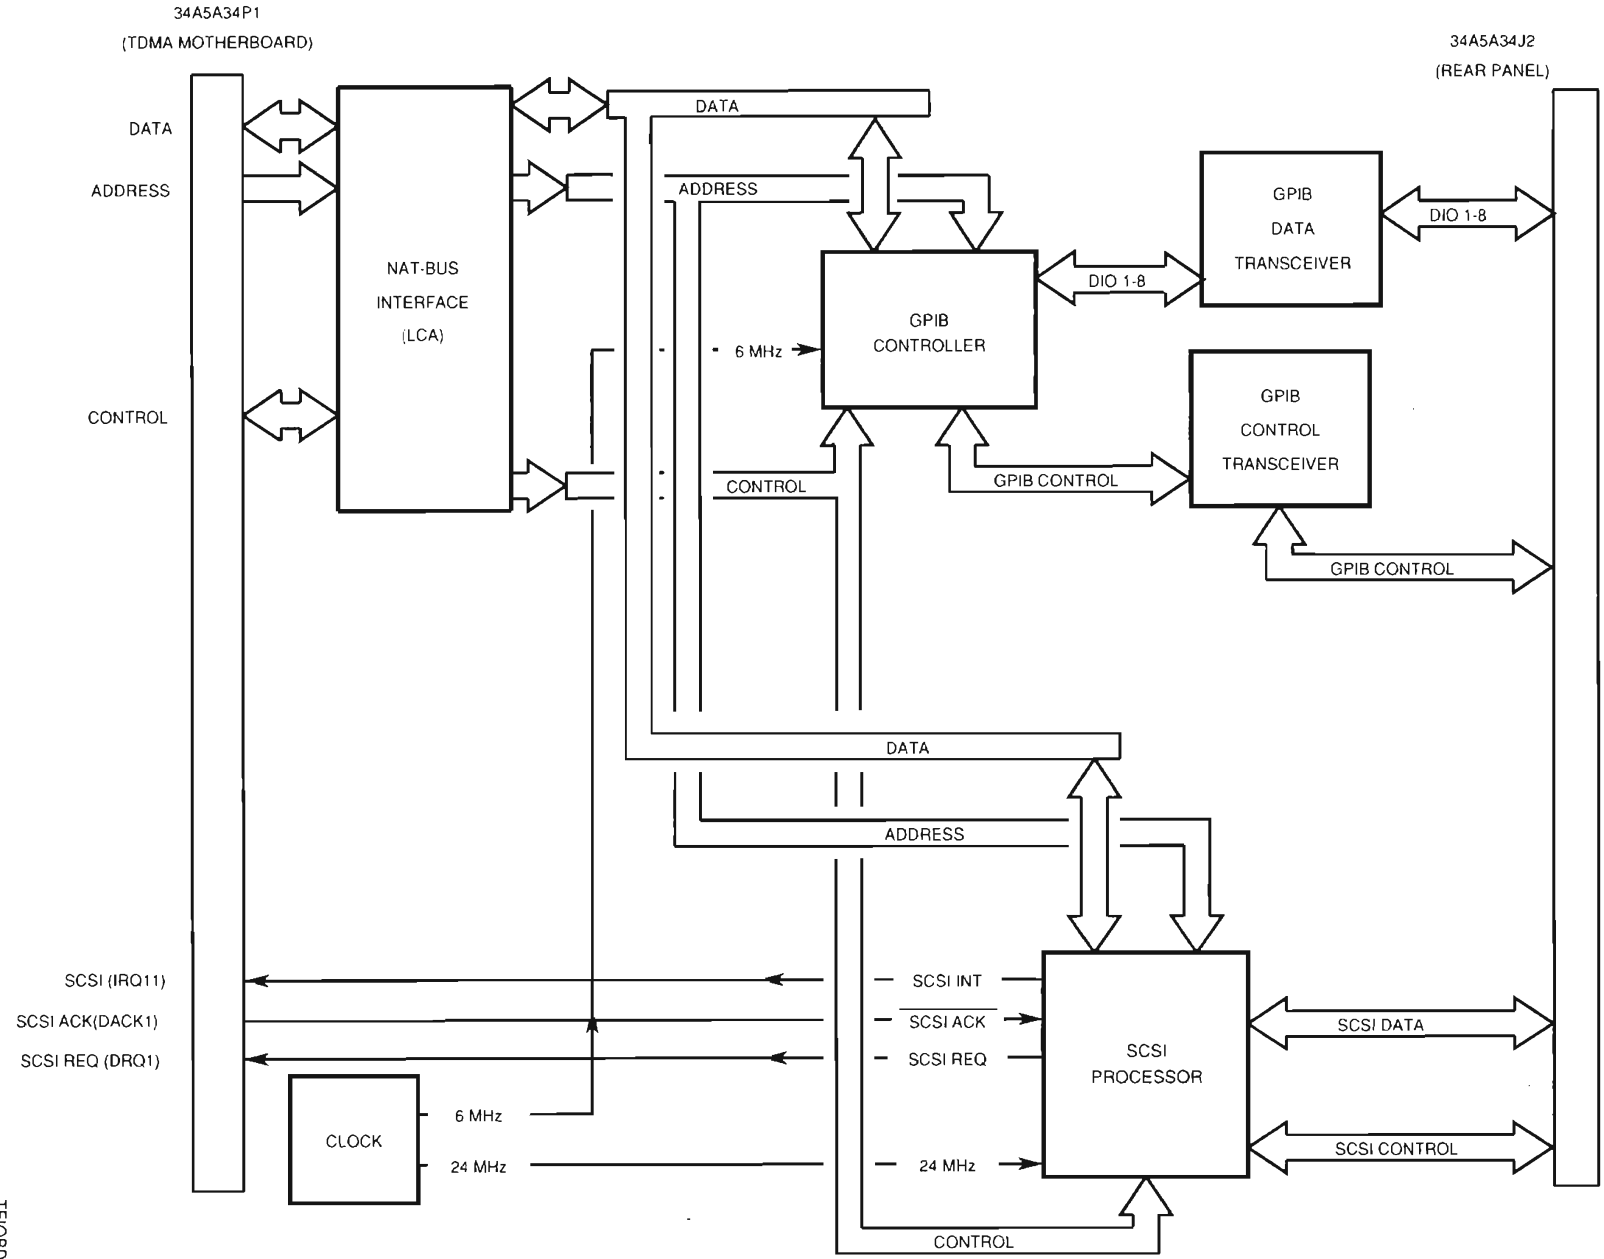 34A5A34P1
(TDMA MOTHERBOARD)
34A5A34J2
(REAR PANEL)
DATA
ADDRESS
CONTROL
NAT-BUS
INTERFACE
(LCA)
DATA
ADDRESS
6 MHz
CONTROL
GPIB
CONTROLLER
DIO 1-8
GPIB
DATA
TRANSCEIVER
DIO 1-8
GPIB
CONTROL
TRANSCEIVER
GPIB CONTROL
GPIB CONTROL
DATA
ADDRESS
SCSI (IRQ11)
SCSI INT
SCSI ACK(DACK1)
SCSI ACK
SCSI REQ (DRQ1)
SCSI REQ
SCSI
PROCESSOR
SCSI DATA
SCSI CONTROL
CLOCK
6 MHz
24 MHz
24 MHz
CONTROL